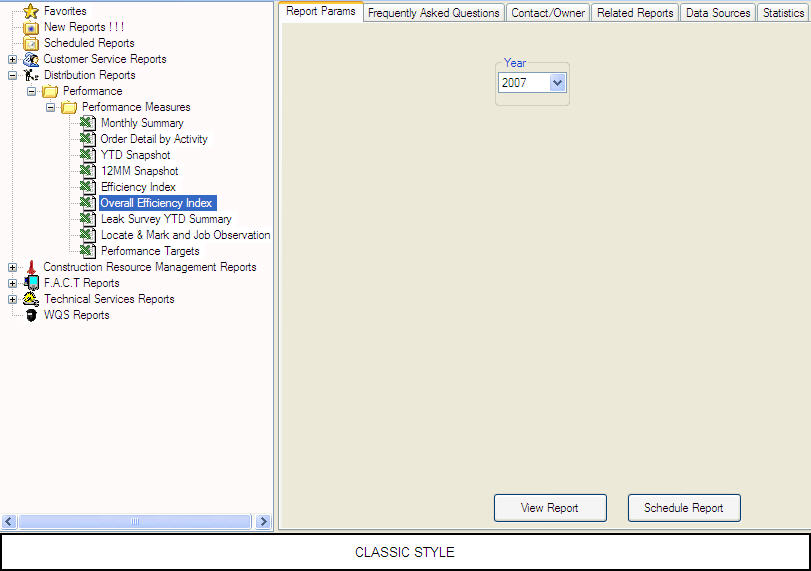 Favorites
New Reports ! ! !
Scheduled Reports
Customer Service Reports
Distribution Reports
Performance
Performance Measures
Monthly Summary
Order Detail by Activity
YTD Snapshot
12MM Snapshot
Efficiency Index
Overall Efficiency Index
Leak Survey YTD Summary
Locate & Mark and Job Observation
Performance Targets
Construction Resource Management Reports
F.A.C.T Reports
Technical Services Reports
WQS Reports
Report Params Frequently Asked Questions Contact/Owner Related Reports Data Sources Statistics
Year
2007
View Report Schedule Report
CLASSIC STYLE